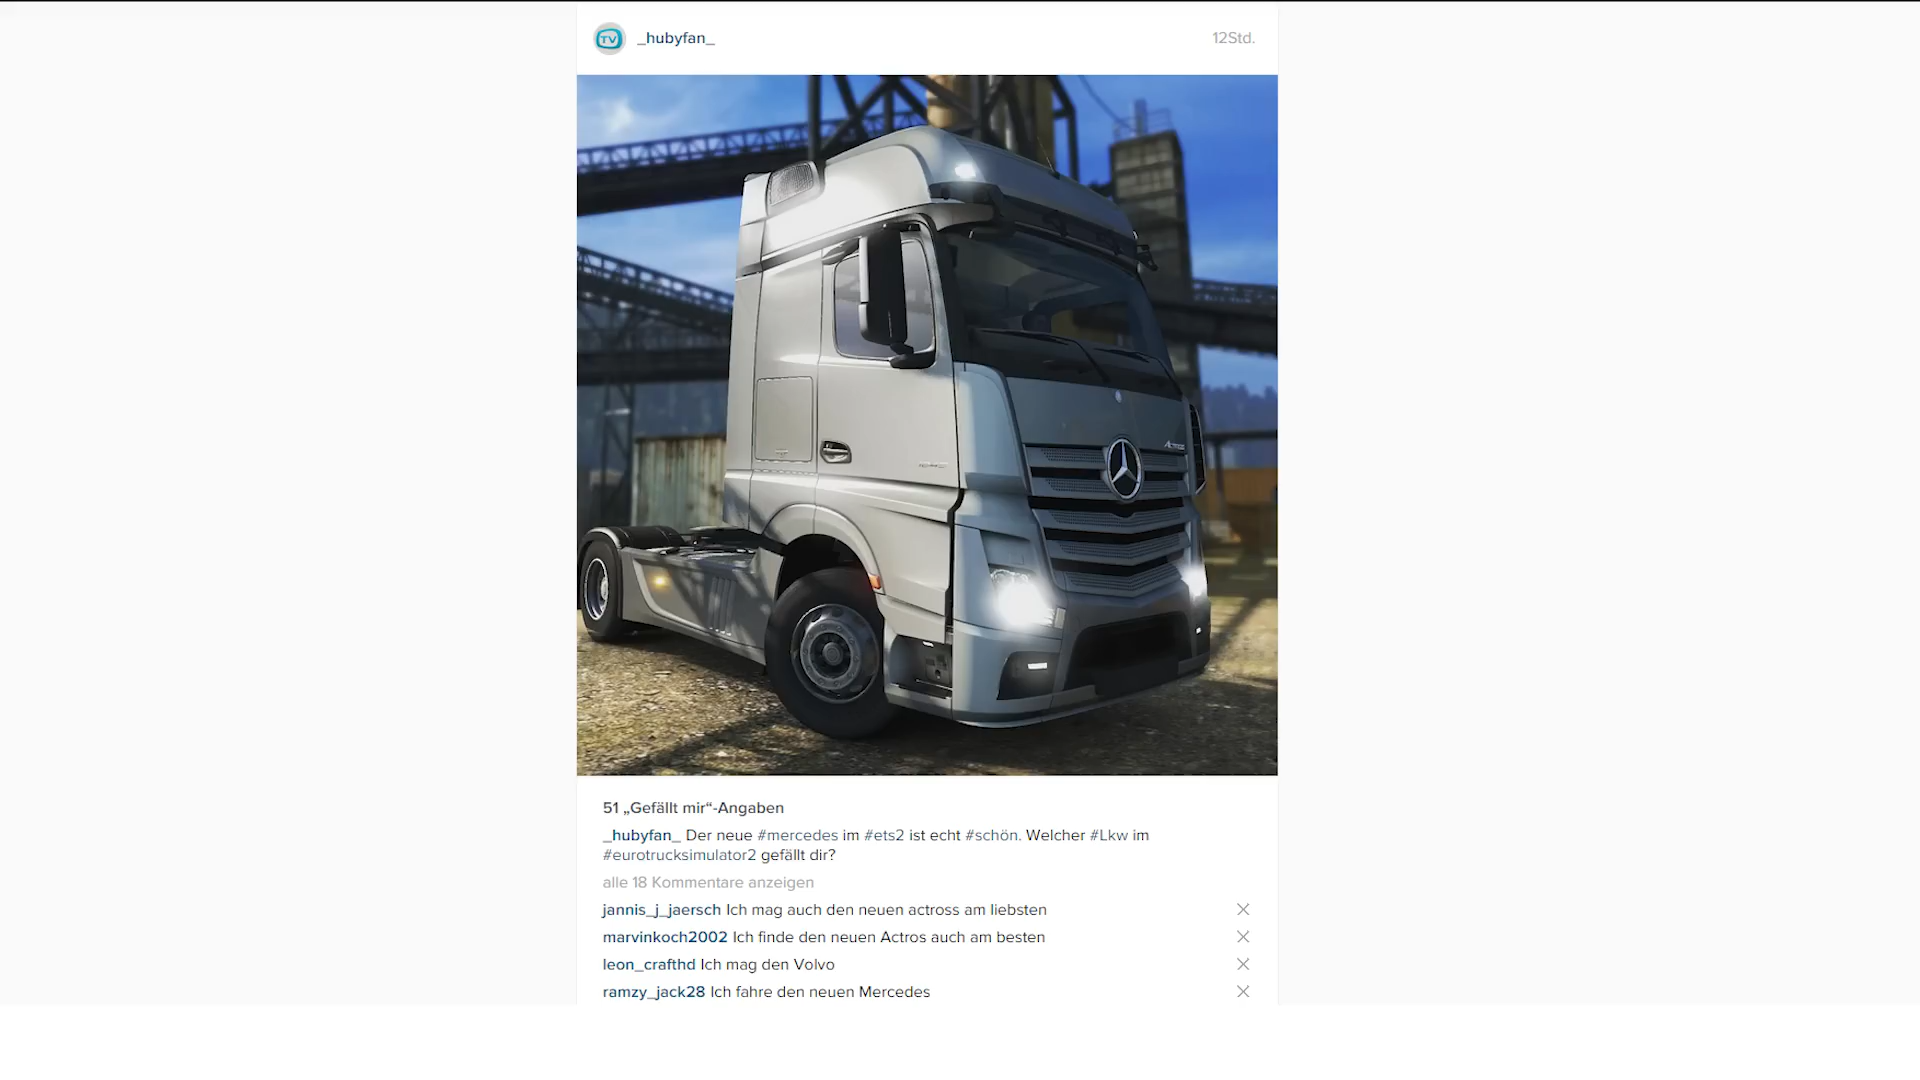 TV
_hubyfan_
12Std.
Actros
51 „Gefällt mir“-Angaben
_hubyfan_ Der neue #mercedes im #ets2 ist echt #schön. Welcher #Lkw im
#eurotrucksimulator2 gefällt dir?
alle 18 Kommentare anzeigen
jannis_j_jaersch Ich mag auch den neuen actross am liebsten
marvinkoch2002 Ich finde den neuen Actros auch am besten
leon_crafthd Ich mag den Volvo
ramzy_jack28 Ich fahre den neuen Mercedes